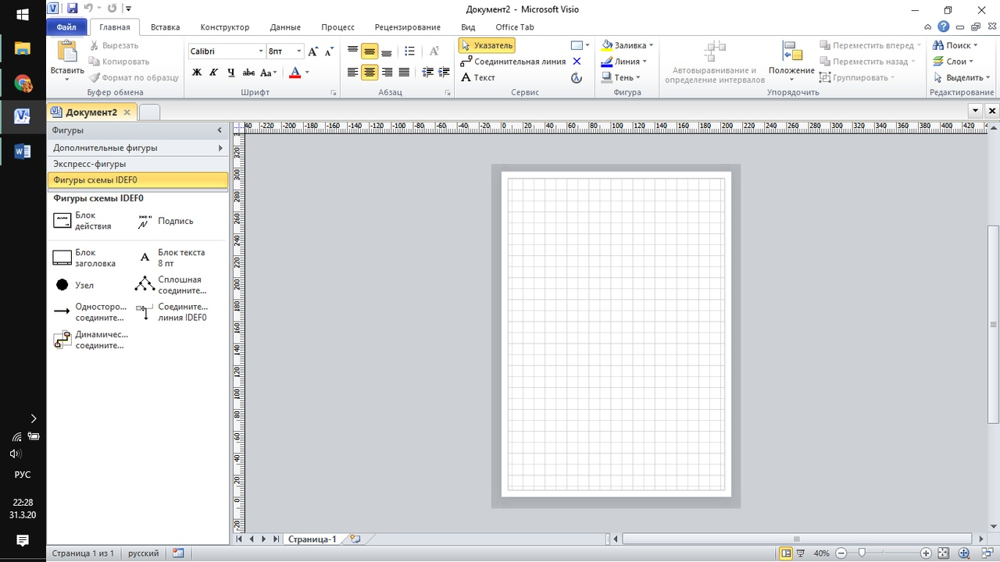 Документ2 - Microsoft Visio
Файл Главная Вставка Конструктор Данные Процесс Рецензирование Вид Office Tab
Вставить
Вырезать
Копировать
Формат по образцу
Буфер обмена
Calibri 8пт
Ж К Ч abc Aa A
Шрифт
Абзац
Указатель
Соединительная линия
Текст
Сервис
Заливка
Линия
Тень
Фигура
Автовыравнивание и
определение интервалов
Положение
Переместить вперед
Переместить назад
Группировать
Упорядочить
Поиск
Слои
Выделить
Редактирование
Документ2
Фигуры
Дополнительные фигуры
Экспресс-фигуры
Фигуры схемы IDEF0
Фигуры схемы IDEF0
Блок
действия
Подпись
Блок
заголовка
Блок текста
8 пт
Узел
Сплошная
соедините...
Односторо...
соедините...
Соедините...
линия IDEF0
Динамичес...
соедините...
40 -220 -200 -180 -160 -140 -120 -100 -80 -60 -40 -20 0 20 40 60 80 100 120 140 160 180 200 220 240 260 280 300 320 340 360 380 400 420
320
300
280
260
240
220
200
180
160
140
120
100
80
60
40
20
0
-20
РУС
22:28
31.3.20
Страница-1
Страница 1 из 1 русский
40%